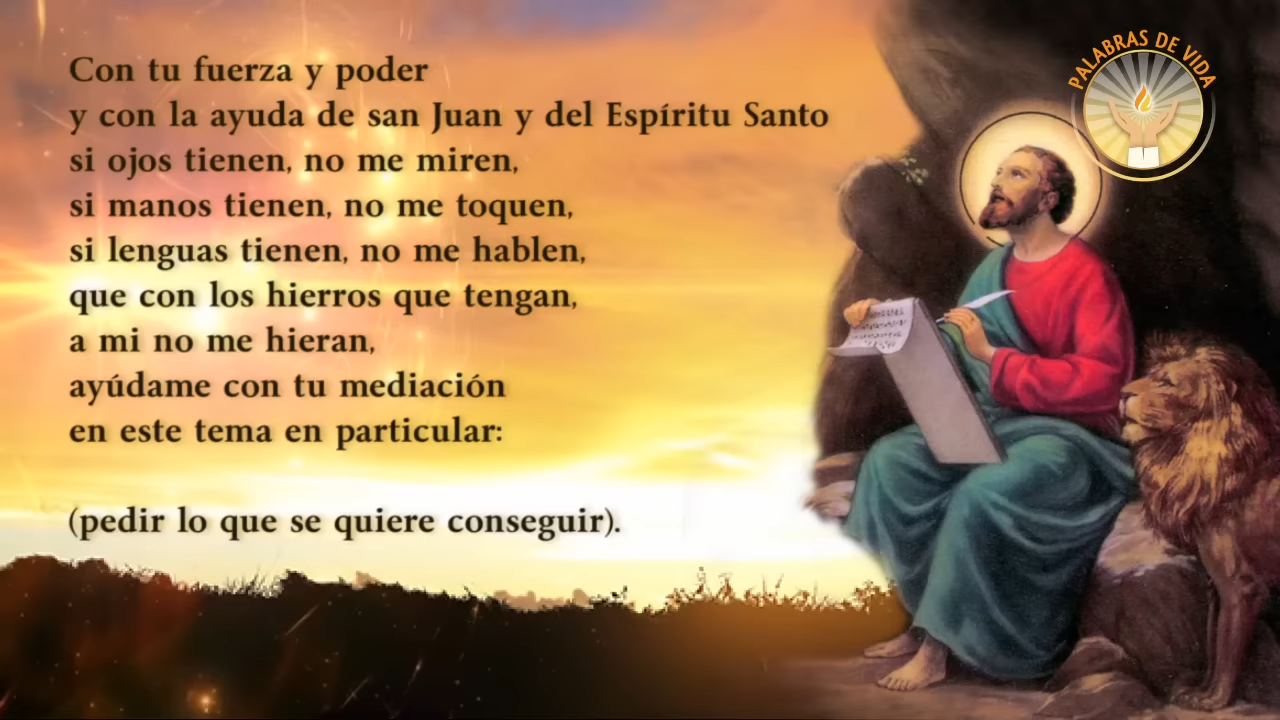 Con tu fuerza y poder
y con la ayuda de san Juan y del Espíritu Santo
si ojos tienen, no me miren,
si manos tienen, no me toquen,
si lenguas tienen, no me hablen,
que con los hierros que tengan,
a mi no me hieran,
ayúdame con tu mediación
en este tema en particular:
(pedir lo que se quiere conseguir).
PALABRAS DE VIDA